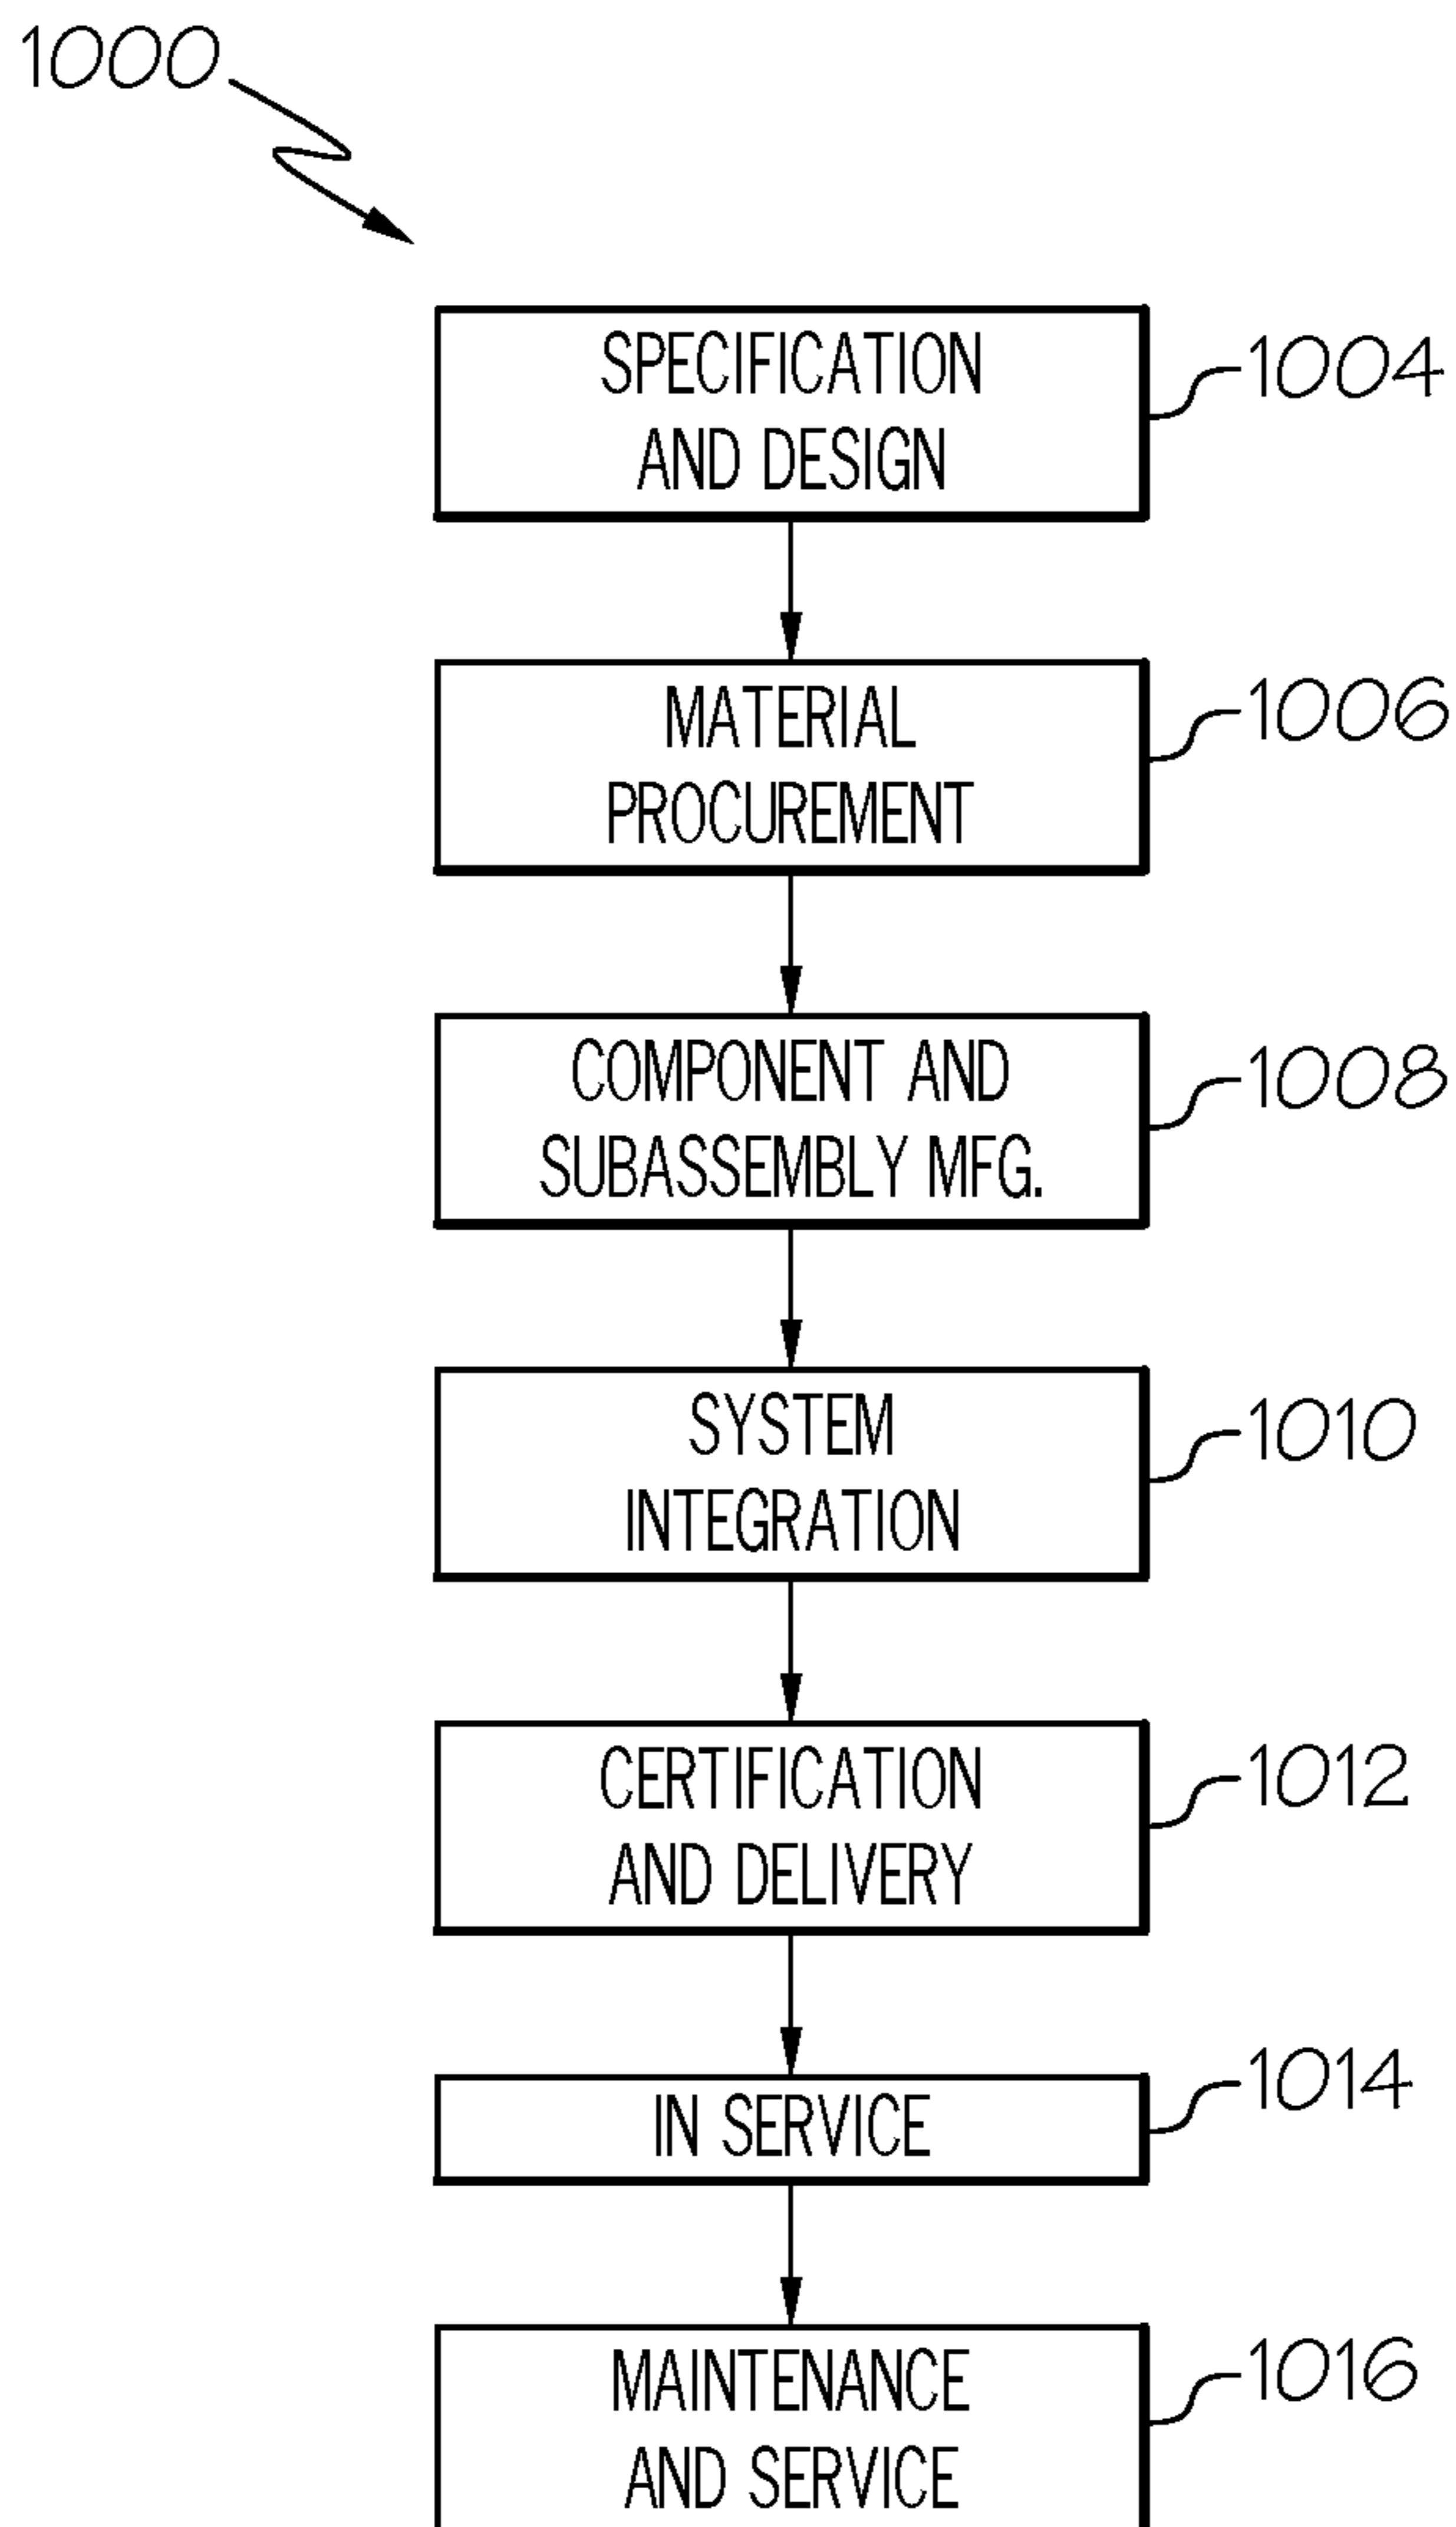 1000
SPECIFICATION
AND DESIGN
1004
MATERIAL
PROCUREMENT
1006
COMPONENT AND
SUBASSEMBLY MFG.
1008
SYSTEM
INTEGRATION
1010
CERTIFICATION
AND DELIVERY
1012
IN SERVICE
1014
MAINTENANCE
AND SERVICE
1016